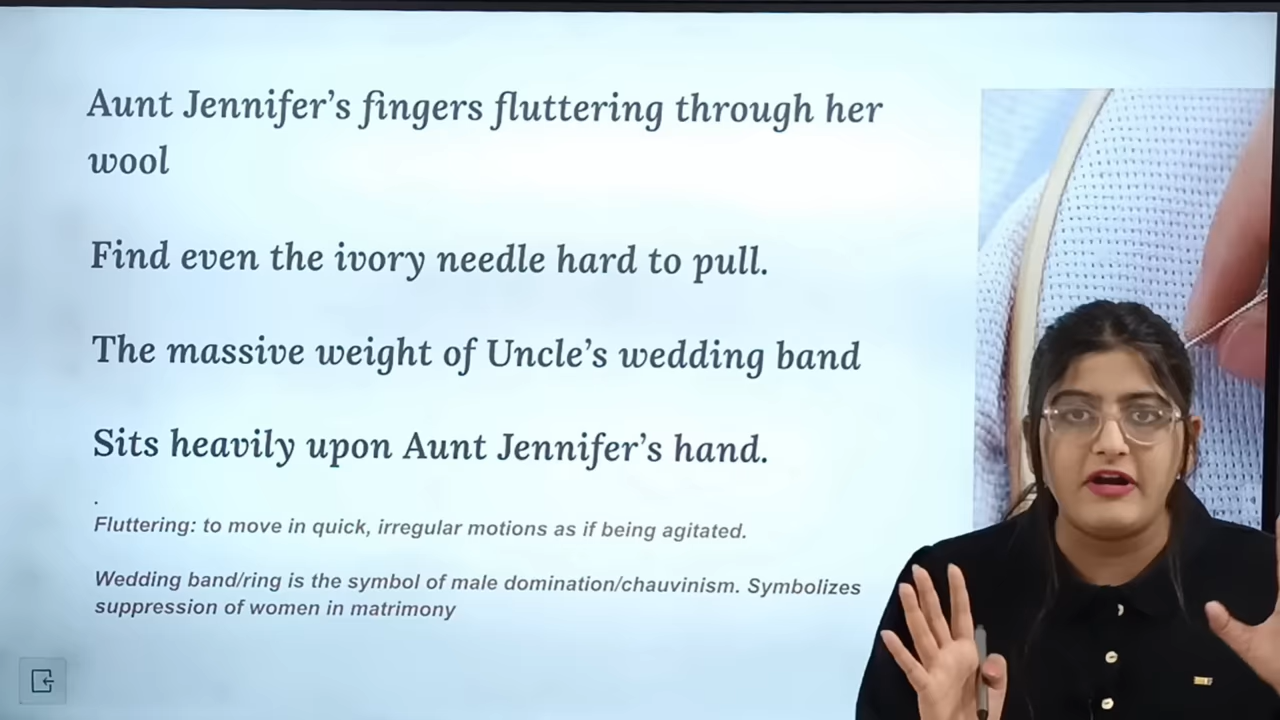 Aunt Jennifer’s fingers fluttering through her
wool
Find even the ivory needle hard to pull.
The massive weight of Uncle’s wedding band
Sits heavily upon Aunt Jennifer’s hand.
.
Fluttering: to move in quick, irregular motions as if being agitated.
Wedding band/ring is the symbol of male domination/chauvinism. Symbolizes
suppression of women in matrimony